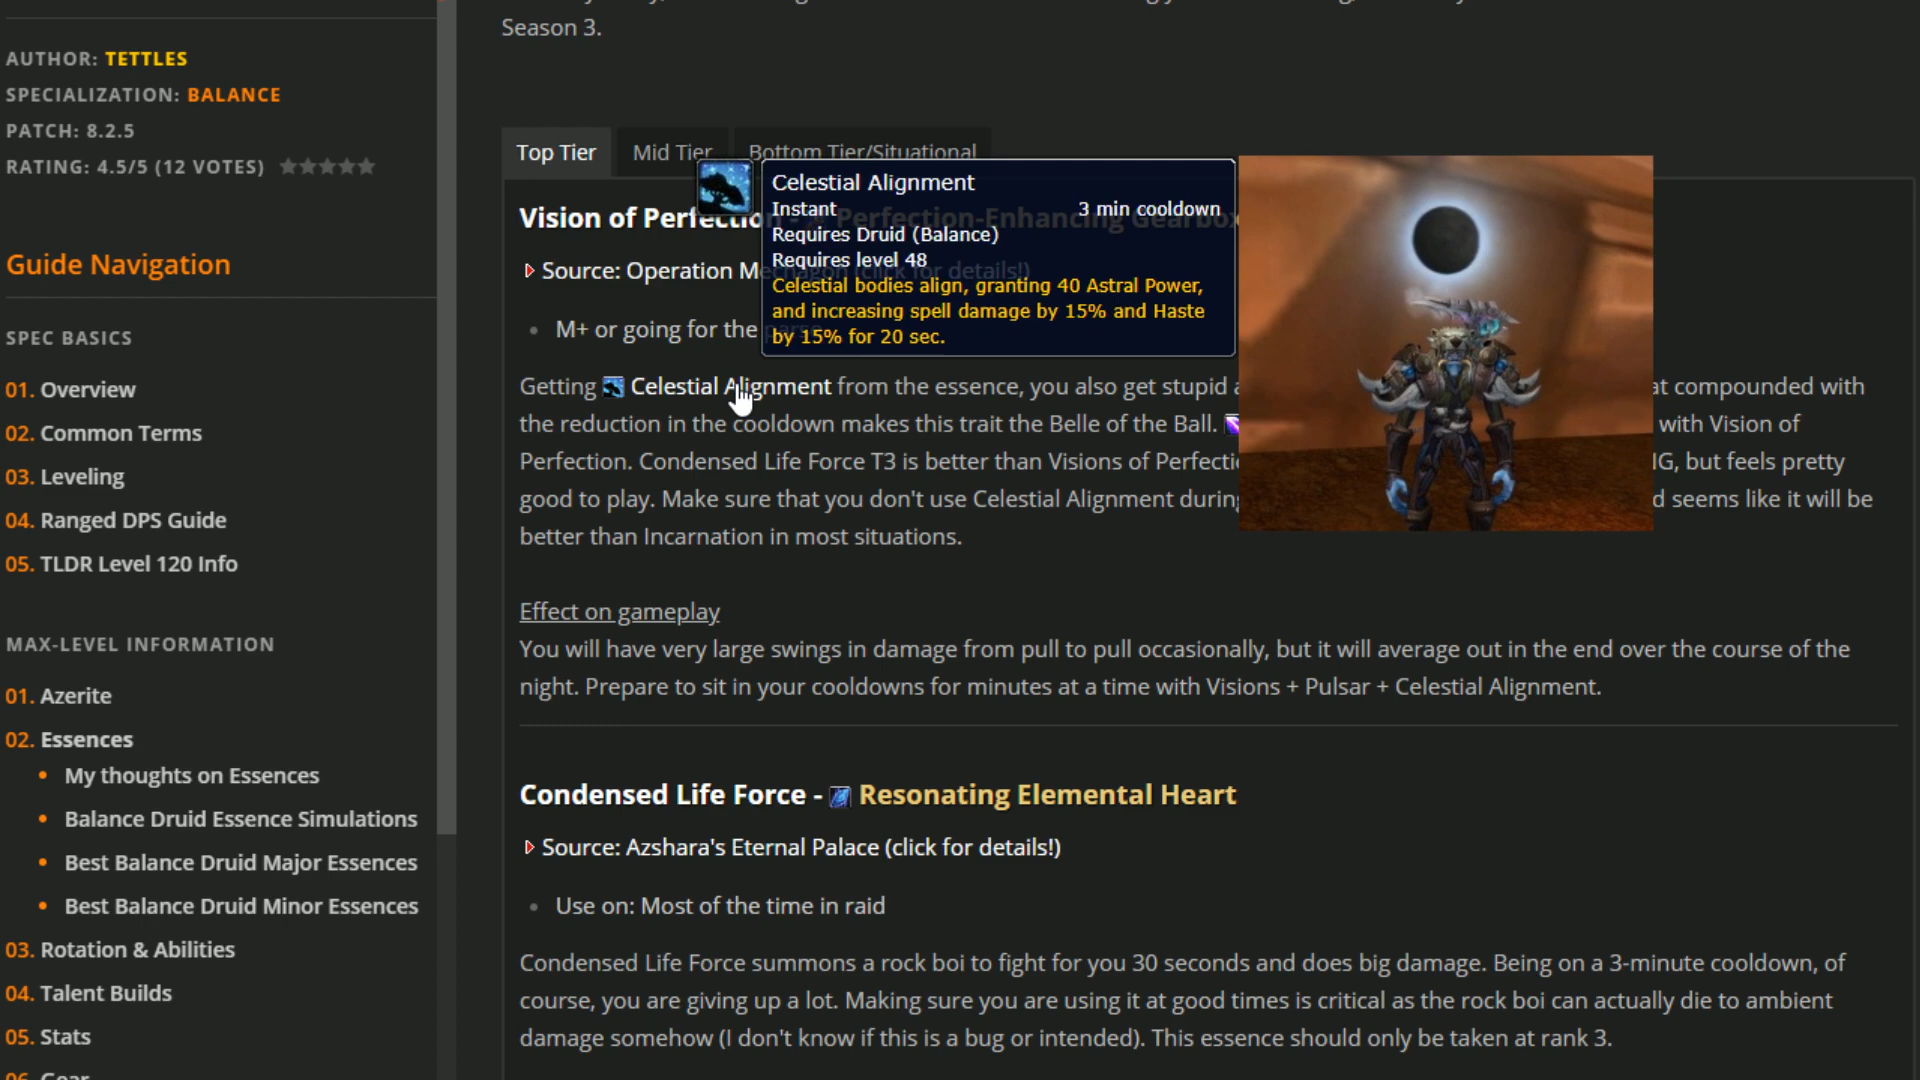 Season 3.
AUTHOR: TETTLES
SPECIALIZATION: BALANCE
PATCH: 8.2.5
RATING: 4.5/5 (12 VOTES)
Guide Navigation
SPEC BASICS
01. Overview
02. Common Terms
03. Leveling
04. Ranged DPS Guide
05. TLDR Level 120 Info
MAX-LEVEL INFORMATION
01. Azerite
02. Essences
• My thoughts on Essences
• Balance Druid Essence Simulations
• Best Balance Druid Major Essences
• Best Balance Druid Minor Essences
03. Rotation & Abilities
04. Talent Builds
05. Stats
06. Gear
Top Tier Mid Tier Bottom Tier/Situational
Vision of Perfection - Perfection-Enhancing Gearbox
Source: Operation Mechagon (click for details!)
• M+ or going for the parse
Celestial Alignment
Instant 3 min cooldown
Requires Druid (Balance)
Requires level 48
Celestial bodies align, granting 40 Astral Power,
and increasing spell damage by 15% and Haste
by 15% for 20 sec.
Getting Celestial Alignment from the essence, you also get stupid at compounded with
the reduction in the cooldown makes this trait the Belle of the Ball. with Vision of
Perfection. Condensed Life Force T3 is better than Visions of but feels pretty
good to play. Make sure that you don't use Celestial Alignment seems like it will be
better than Incarnation in most situations.
Effect on gameplay
You will have very large swings in damage from pull to pull occasionally, but it will average out in the end over the course of the
night. Prepare to sit in your cooldowns for minutes at a time with Visions + Pulsar + Celestial Alignment.
Condensed Life Force - Resonating Elemental Heart
Source: Azshara's Eternal Palace (click for details!)
• Use on: Most of the time in raid
Condensed Life Force summons a rock boi to fight for you 30 seconds and does big damage. Being on a 3-minute cooldown, of
course, you are giving up a lot. Making sure you are using it at good times is critical as the rock boi can actually die to ambient
damage somehow (I don't know if this is a bug or intended). This essence should only be taken at rank 3.